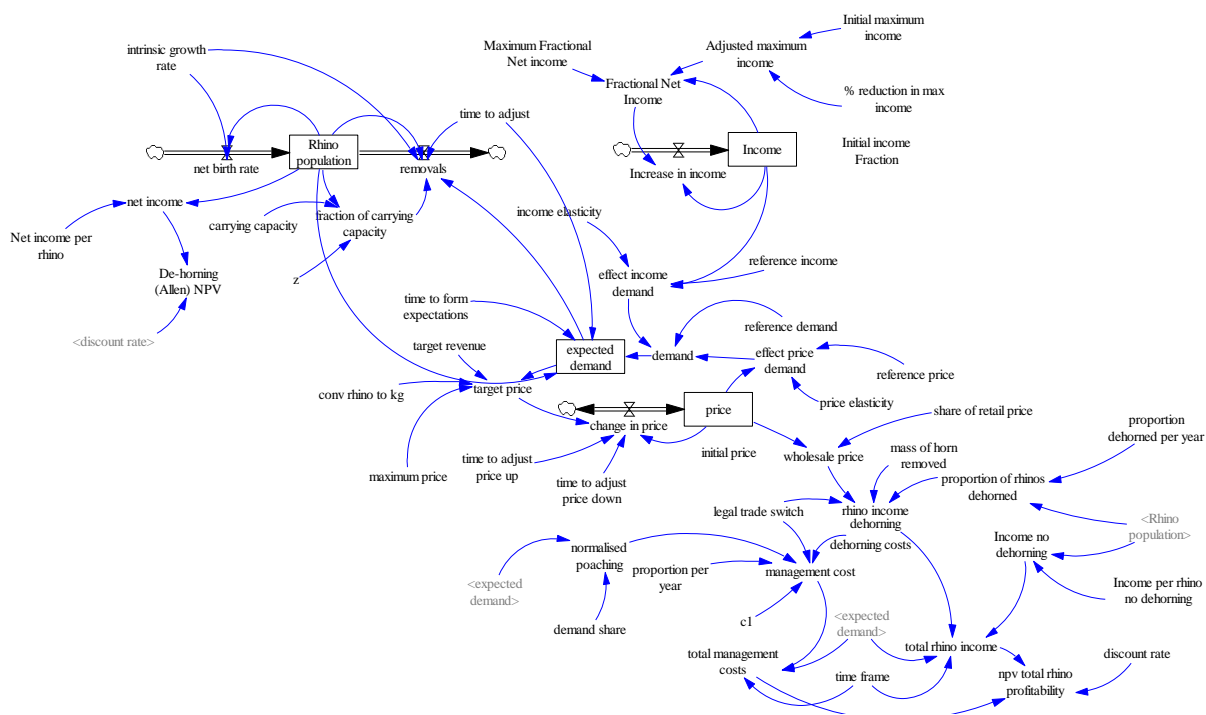 Initial maximum
income
intrinsic growth
rate
Maximum Fractional
Net income
Adjusted maximum
income
Fractional Net
Income
% reduction in max
income
time to adjust
Rhino
population
Income
Initial income
Fraction
net birth rate
removals
Increase in income
net income
carrying capacity
fraction of carrying
capacity
income elasticity
Net income per
rhino
De-horning
(Allen) NPV
z
effect income
demand
reference income
<discount rate>
time to form
expectations
reference demand
target revenue
expected
demand
demand
effect price
demand
reference price
conv rhino to kg
target price
price elasticity
price
share of retail price
change in price
proportion
dehorned per year
maximum price
time to adjust
price up
time to adjust
price down
initial price
wholesale price
mass of horn
removed
proportion of rhinos
dehorned
legal trade switch
rhino income
dehorning
<Rhino
population>
normalised
poaching
dehorning costs
Income no
dehorning
<expected
demand>
proportion per
year
management cost
Income per rhino
no dehorning
demand share
c1
<expected
demand>
total management
costs
total rhino income
discount rate
time frame
npv total rhino
profitability